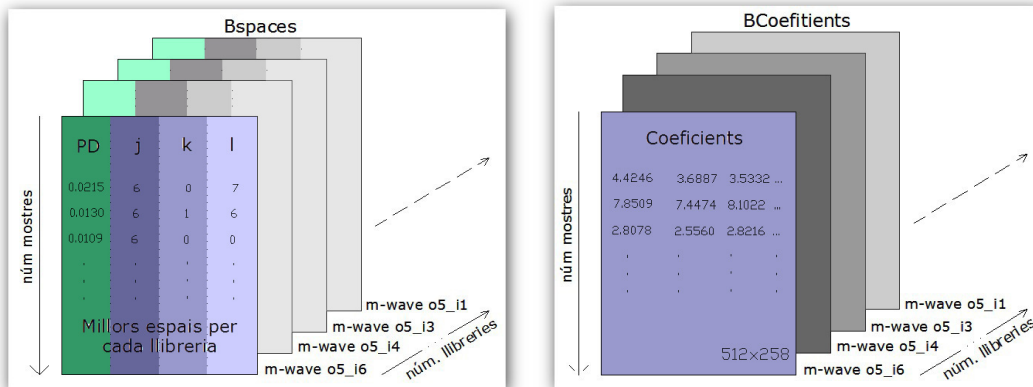 Bspaces
PD j k l
0.0215 6 0 7
0.0130 6 1 6
0.0109 6 0 0
. . . .
. . . .
. . . .
Millors espais per
cada llibreria
núm mostres
m-wave o5_i1
m-wave o5_i3
m-wave o5_i4
m-wave o5_i6
núm. llibreries
BCoefitients
Coeficients
4.4246 3.6887 3.5332 ...
7.8509 7.4474 8.1022 ...
2.8078 2.5560 2.8216 ...
. . . .
. . . .
. . . .
512×258
núm mostres
m-wave o5_i1
m-wave o5_i3
m-wave o5_i4
m-wave o5_i6
núm. llibreries